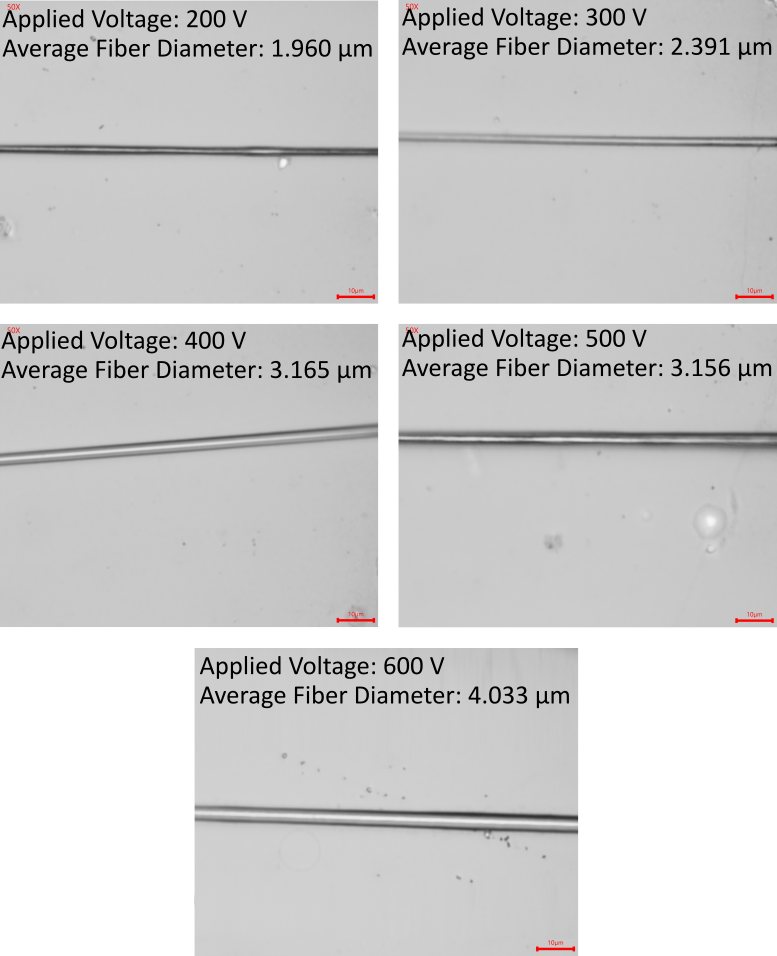 50X
Applied Voltage: 200 V
Average Fiber Diameter: 1.960 µm
10µm
50X
Applied Voltage: 300 V
Average Fiber Diameter: 2.391 µm
10µm
50X
Applied Voltage: 400 V
Average Fiber Diameter: 3.165 µm
10µm
50X
Applied Voltage: 500 V
Average Fiber Diameter: 3.156 µm
10µm
Applied Voltage: 600 V
Average Fiber Diameter: 4.033 µm
10µm